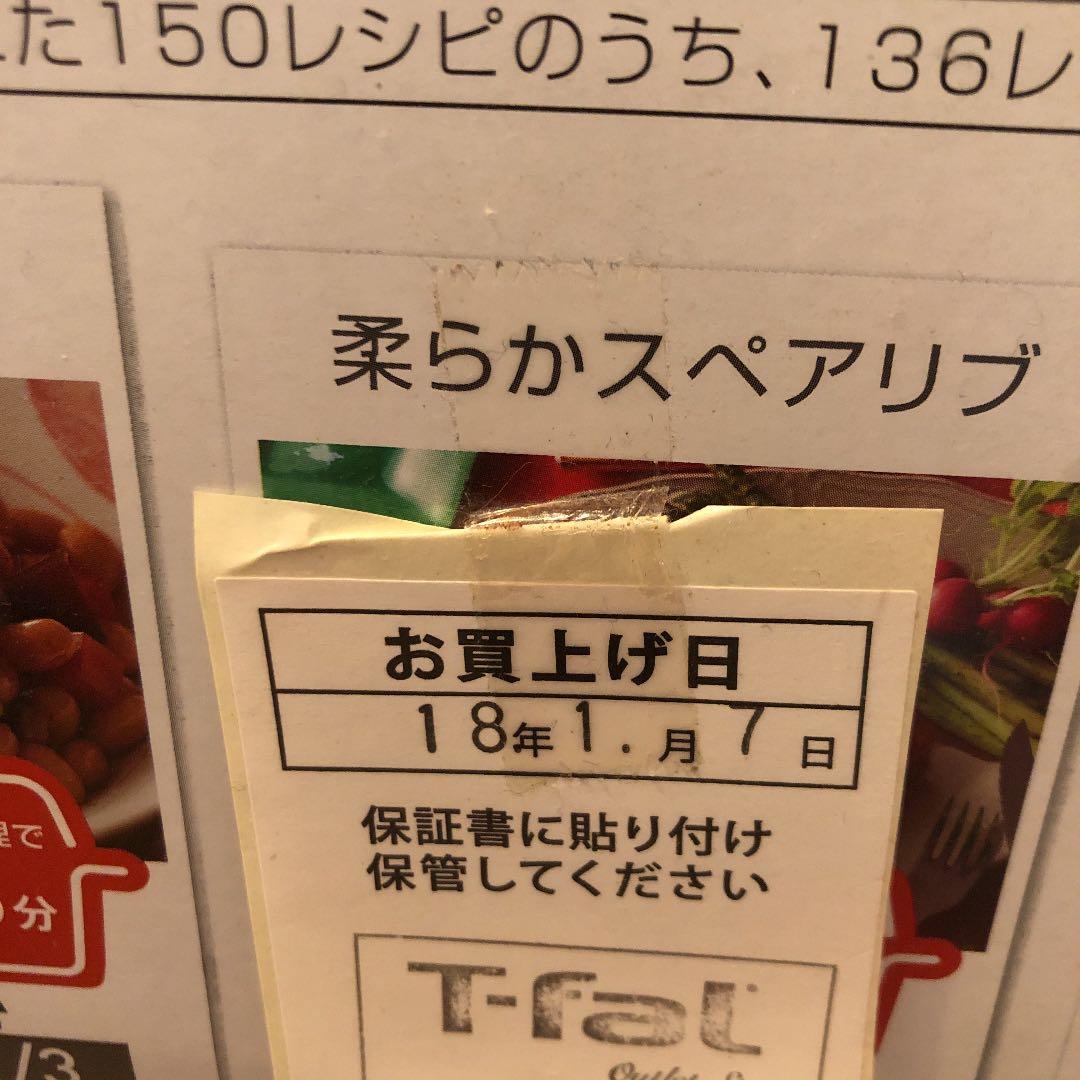 た150レシピのうち、136レ
柔らかスペアリブ
お買上げ日
18年1.月7日
保証書に貼り付け
保管してください
理で
分
T-fal
/3